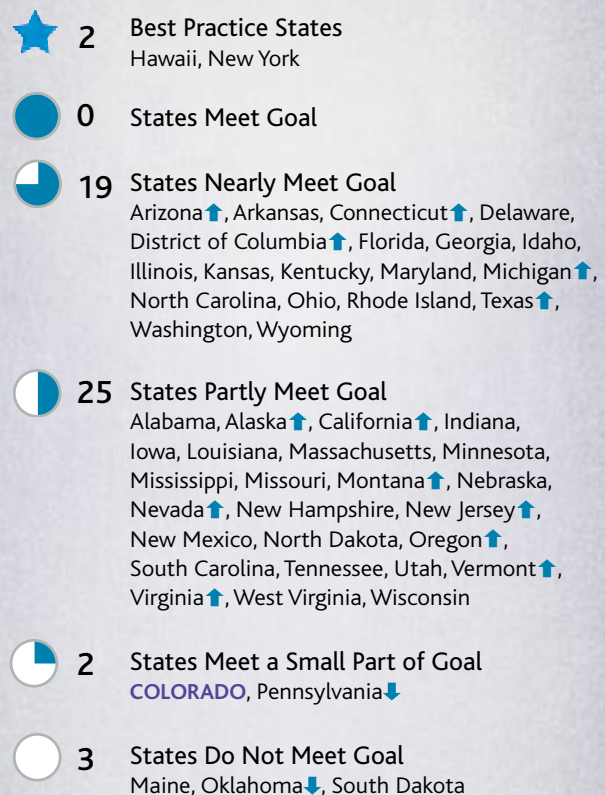 2 Best Practice States
Hawaii, New York
0 States Meet Goal
19 States Nearly Meet Goal
Arizona⬆, Arkansas, Connecticut⬆, Delaware,
District of Columbia⬆, Florida, Georgia, Idaho,
Illinois, Kansas, Kentucky, Maryland, Michigan⬆,
North Carolina, Ohio, Rhode Island, Texas⬆,
Washington, Wyoming
25 States Partly Meet Goal
Alabama, Alaska⬆, California⬆, Indiana,
Iowa, Louisiana, Massachusetts, Minnesota,
Mississippi, Missouri, Montana⬆, Nebraska,
Nevada⬆, New Hampshire, New Jersey⬆,
New Mexico, North Dakota, Oregon⬆,
South Carolina, Tennessee, Utah, Vermont⬆,
Virginia⬆, West Virginia, Wisconsin
2 States Meet a Small Part of Goal
COLORADO, Pennsylvania⬇
3 States Do Not Meet Goal
Maine, Oklahoma⬇, South Dakota